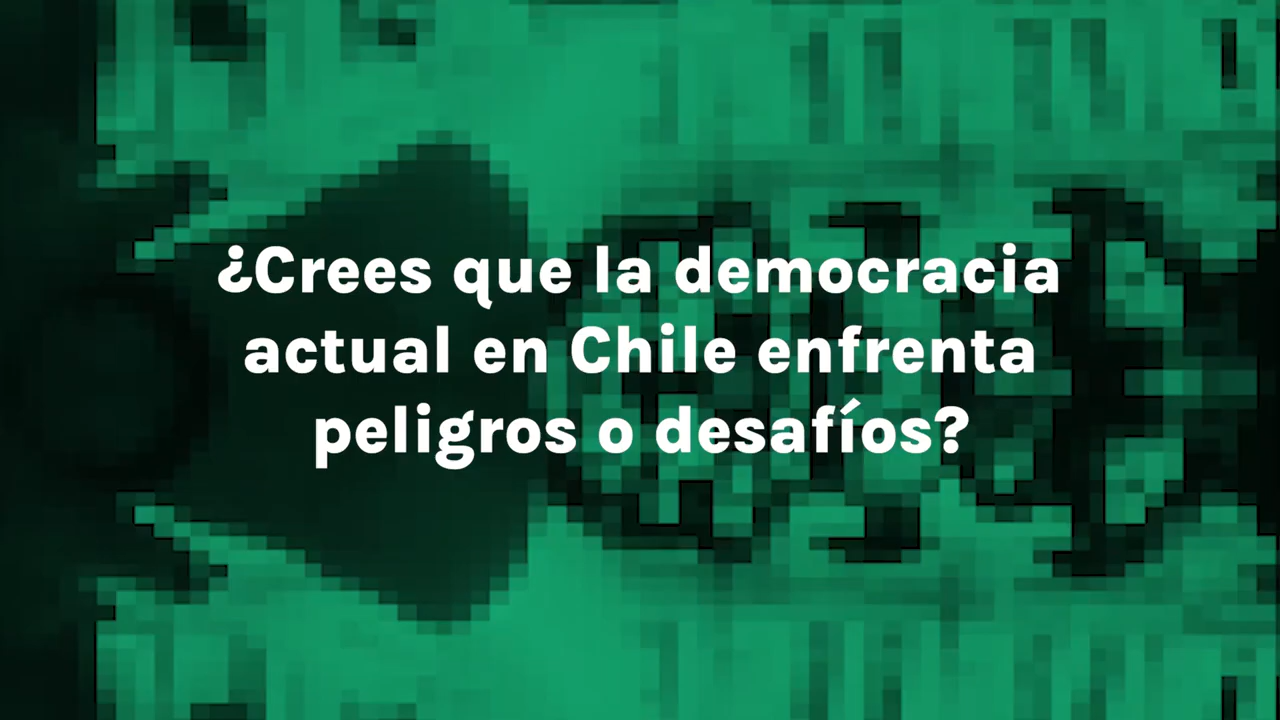 ¿Crees que la democracia
actual en Chile enfrenta
peligros o desafíos?